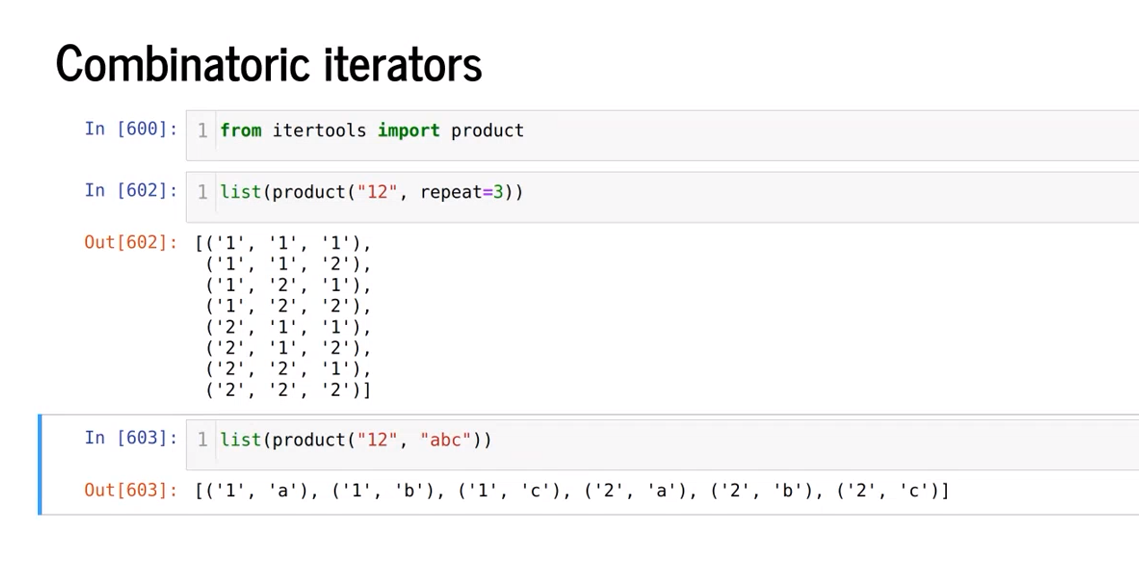 Combinatoric iterators
In [600]: 1 from itertools import product
In [602]: 1 list(product("12", repeat=3))
Out[602]: [('1', '1', '1'),
('1', '1', '2'),
('1', '2', '1'),
('1', '2', '2'),
('2', '1', '1'),
('2', '1', '2'),
('2', '2', '1'),
('2', '2', '2')]
In [603]: 1 list(product("12", "abc"))
Out[603]: [('1', 'a'), ('1', 'b'), ('1', 'c'), ('2', 'a'), ('2', 'b'), ('2', 'c')]